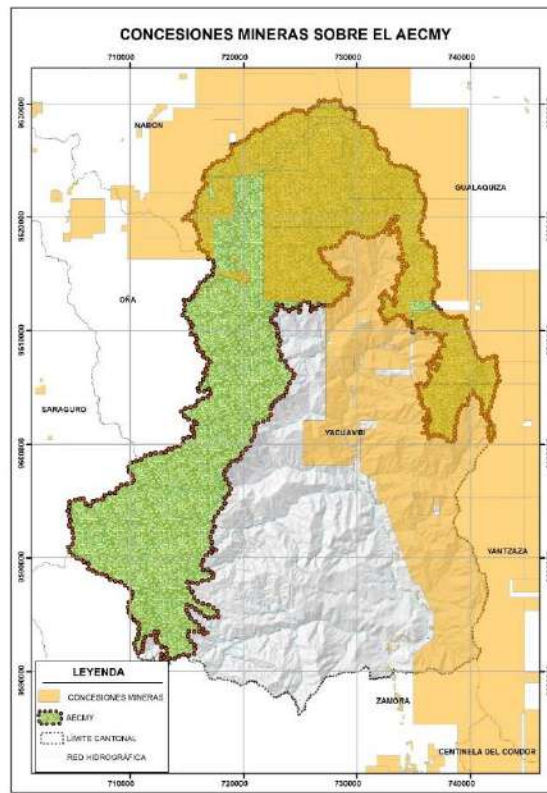 CONCESIONES MINERAS SOBRE EL AECMY
710000 720000 730000 740000
NABON
GUALAQUIZA
OÑA
SARAGURO
YACUAMBI
YANTZAZA
ZAMORA
CENTINELA DEL CONDOR
LEYENDA
CONCESIONES MINERAS
AECMY
LÍMITE CANTONAL
RED HIDROGRÁFICA
710000 720000 730000 740000